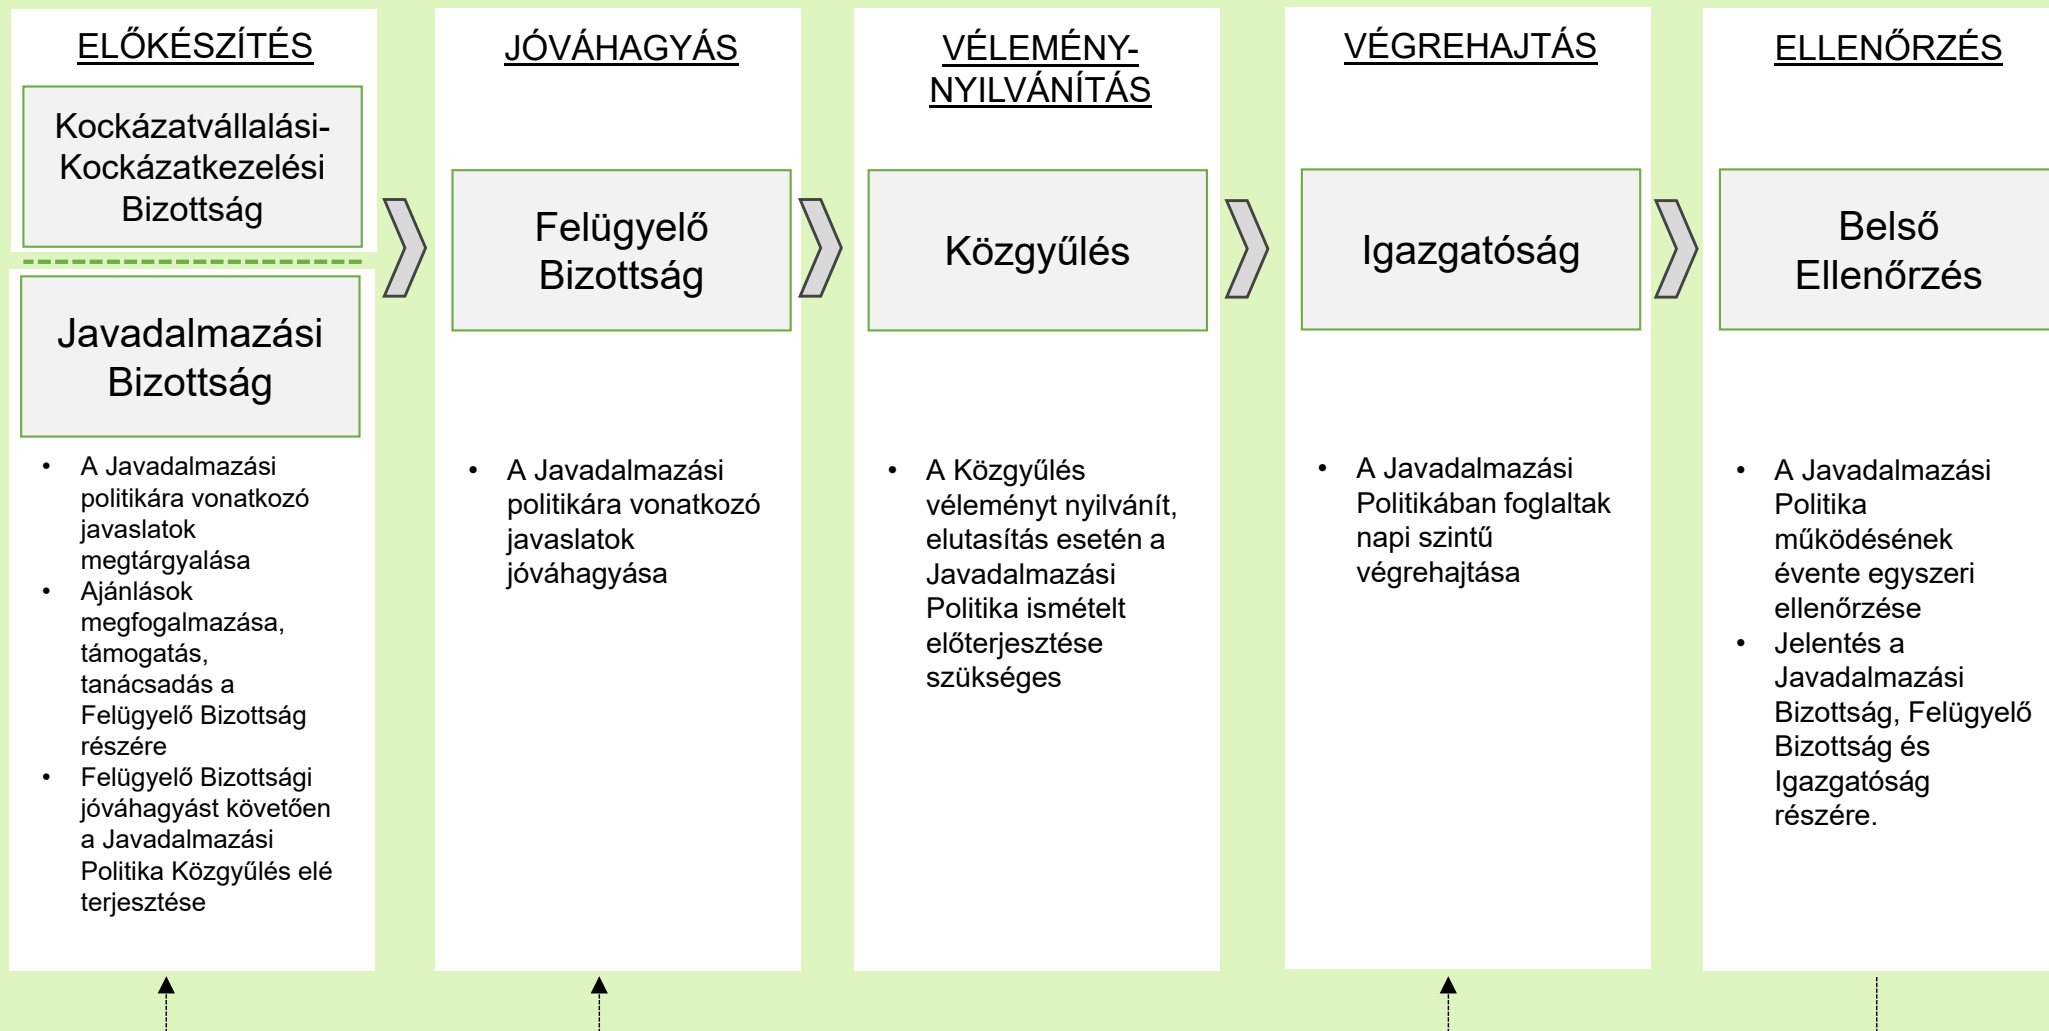 ELŐKÉSZÍTÉS
Kockázatvállalási-
Kockázatkezelési
Bizottság
Javadalmazási
Bizottság
• A Javadalmazási
politikára vonatkozó
javaslatok
megtárgyalása
• Ajánlások
megfogalmazása,
támogatás,
tanácsadás a
Felügyelő Bizottság
részére
• Felügyelő Bizottsági
jóváhagyást követően
a Javadalmazási
Politika Közgyűlés elé
terjesztése
JÓVÁHAGYÁS
Felügyelő
Bizottság
• A Javadalmazási
politikára vonatkozó
javaslatok
jóváhagyása
VÉLEMÉNY-
NYILVÁNÍTÁS
Közgyűlés
• A Közgyűlés
véleményt nyilvánít,
elutasítás esetén a
Javadalmazási
Politika ismételt
előterjesztése
szükséges
VÉGREHAJTÁS
Igazgatóság
• A Javadalmazási
Politikában foglaltak
napi szintű
végrehajtása
ELLENŐRZÉS
Belső
Ellenőrzés
• A Javadalmazási
Politika
működésének
évente egyszeri
ellenőrzése
• Jelentés a
Javadalmazási
Bizottság, Felügyelő
Bizottság és
Igazgatóság
részére.